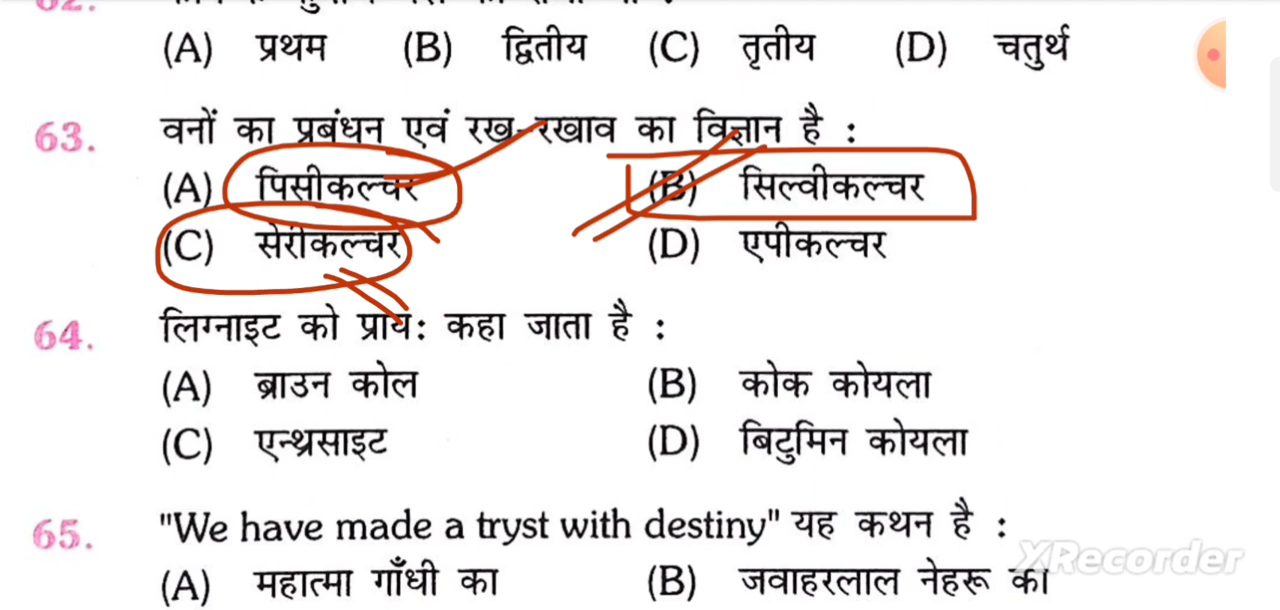 (A) प्रथम (B) द्वितीय (C) तृतीय (D) चतुर्थ
63. वनों का प्रबंधन एवं रख-रखाव का विज्ञान है :
(A) पिसीकल्चर (B) सिल्वीकल्चर
(C) सेरीकल्चर (D) एपीकल्चर
64. लिग्नाइट को प्रायः कहा जाता है :
(A) ब्राउन कोल (B) कोक कोयला
(C) एन्थ्रसाइट (D) बिटुमिन कोयला
65. "We have made a tryst with destiny" यह कथन है :
(A) महात्मा गाँधी का (B) जवाहरलाल नेहरू का
XRecorder